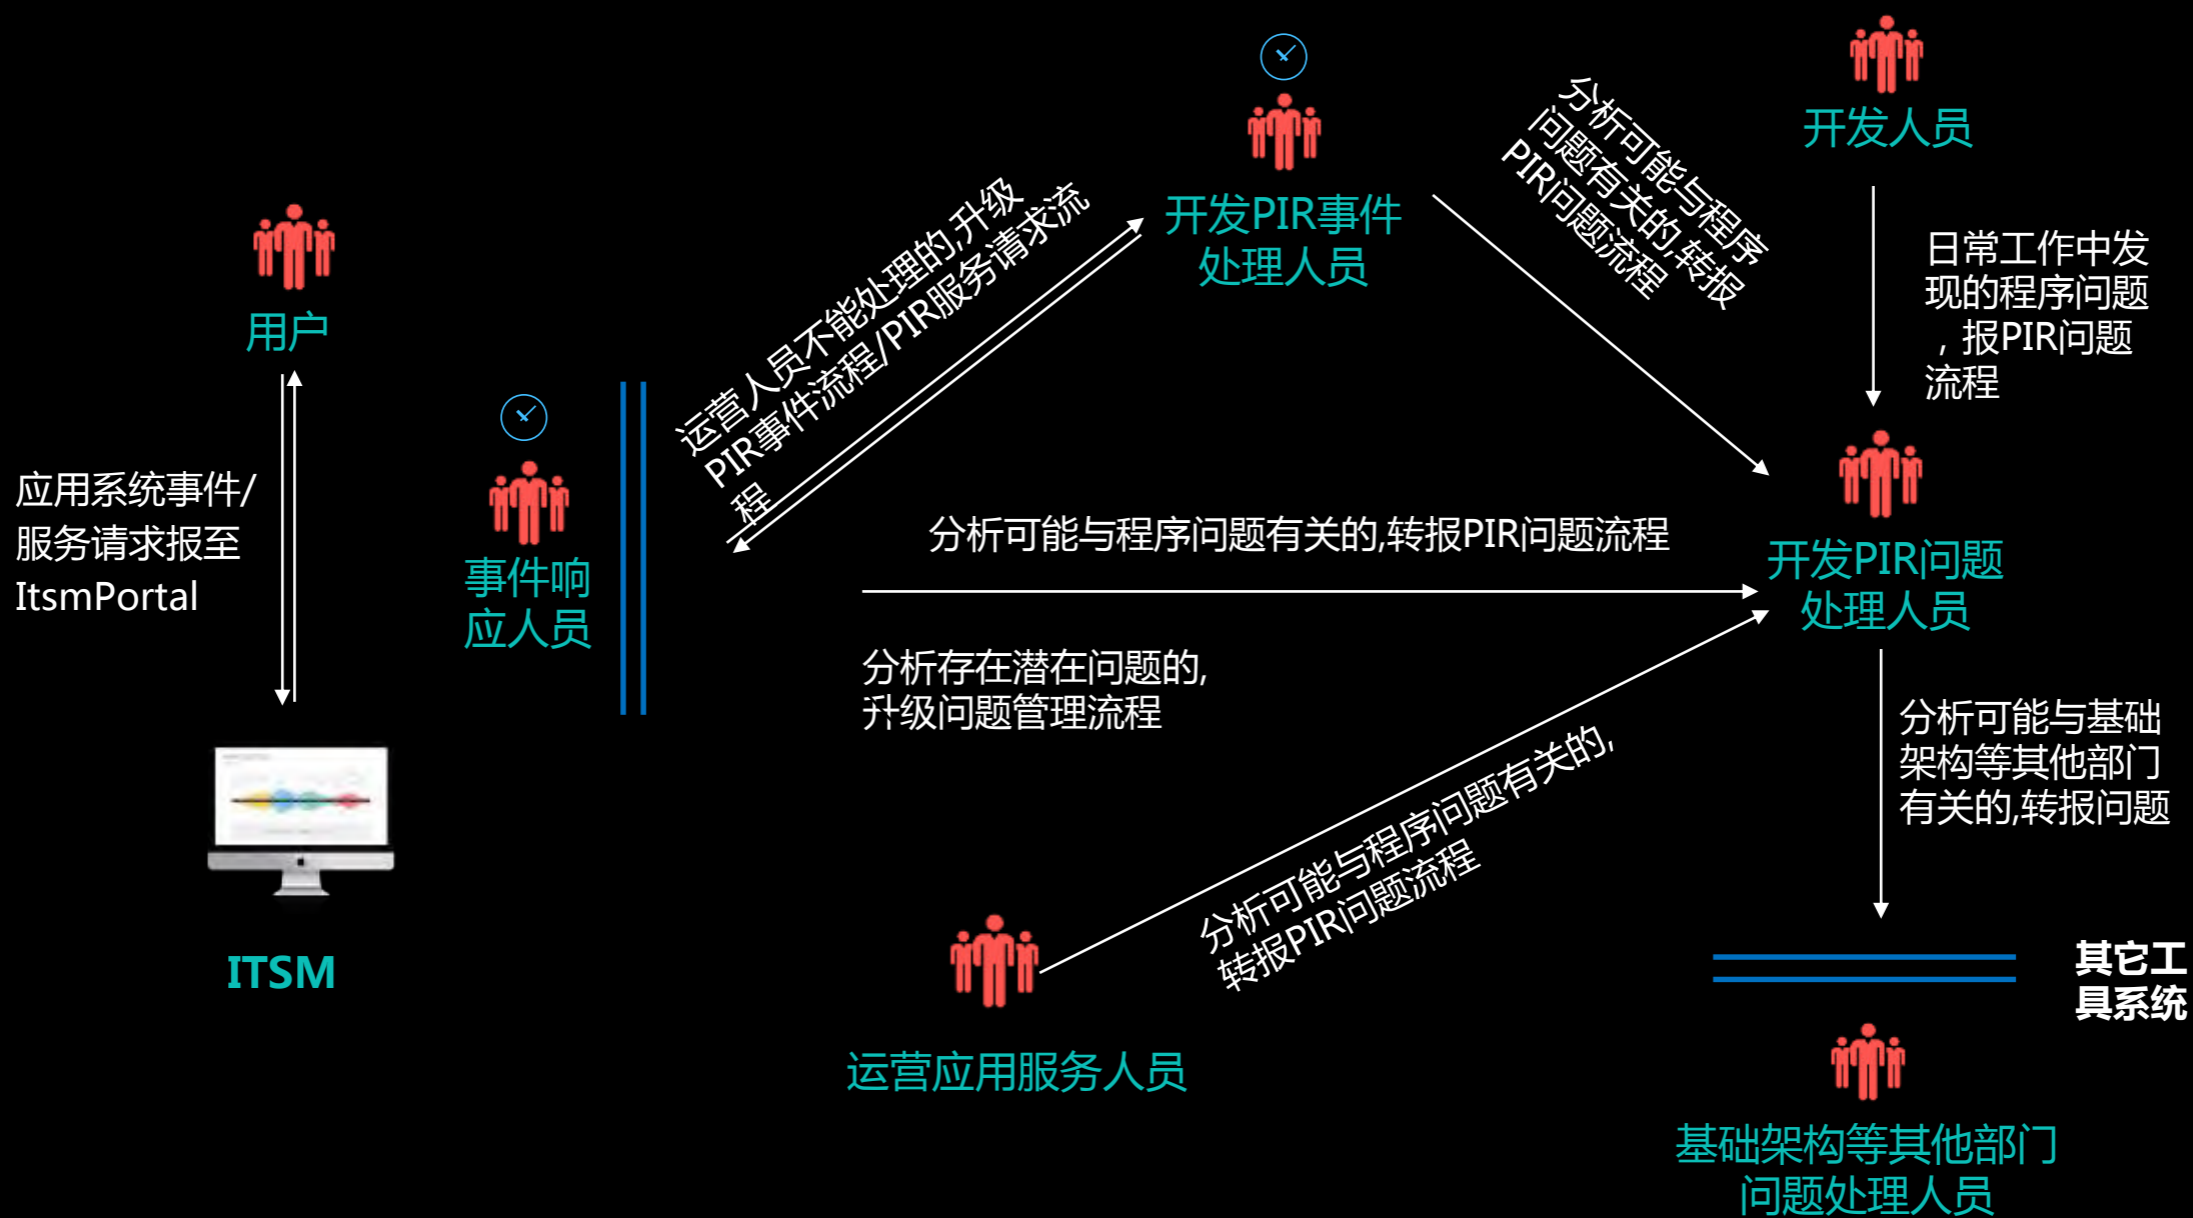 用户
应用系统事件/
服务请求报至
ItsmPortal
ITSM
事件响
应人员
运营人员不能处理的,升级
PIR事件流程/PIR服务请求流
程
开发PIR事件
处理人员
分析可能与程序
问题有关的,转报
PIR问题流程
开发人员
日常工作中发
现的程序问题
，报PIR问题
流程
分析可能与程序问题有关的,转报PIR问题流程
分析存在潜在问题的,
升级问题管理流程
开发PIR问题
处理人员
分析可能与程序问题有关的,
转报PIR问题流程
运营应用服务人员
分析可能与基础
架构等其他部门
有关的,转报问题
其它工
具系统
基础架构等其他部门
问题处理人员